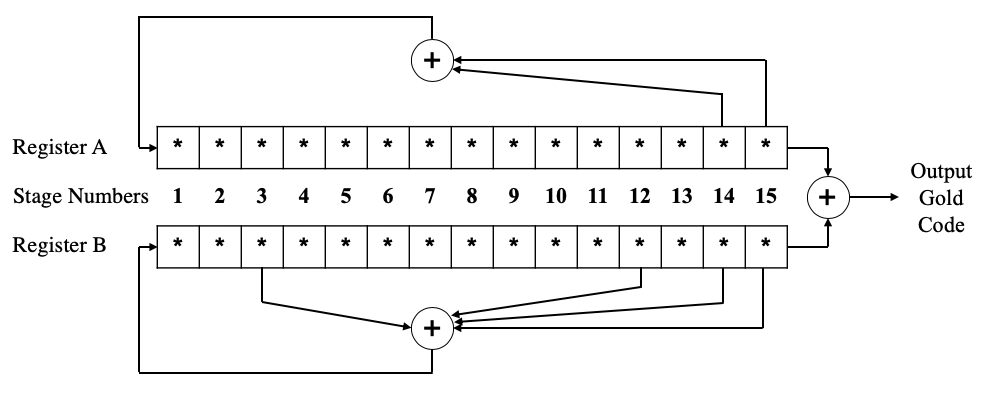 +
Register A * * * * * * * * * * * * * * *
Stage Numbers 1 2 3 4 5 6 7 8 9 10 11 12 13 14 15
+
Output
Gold
Code
Register B * * * * * * * * * * * * * * *
+